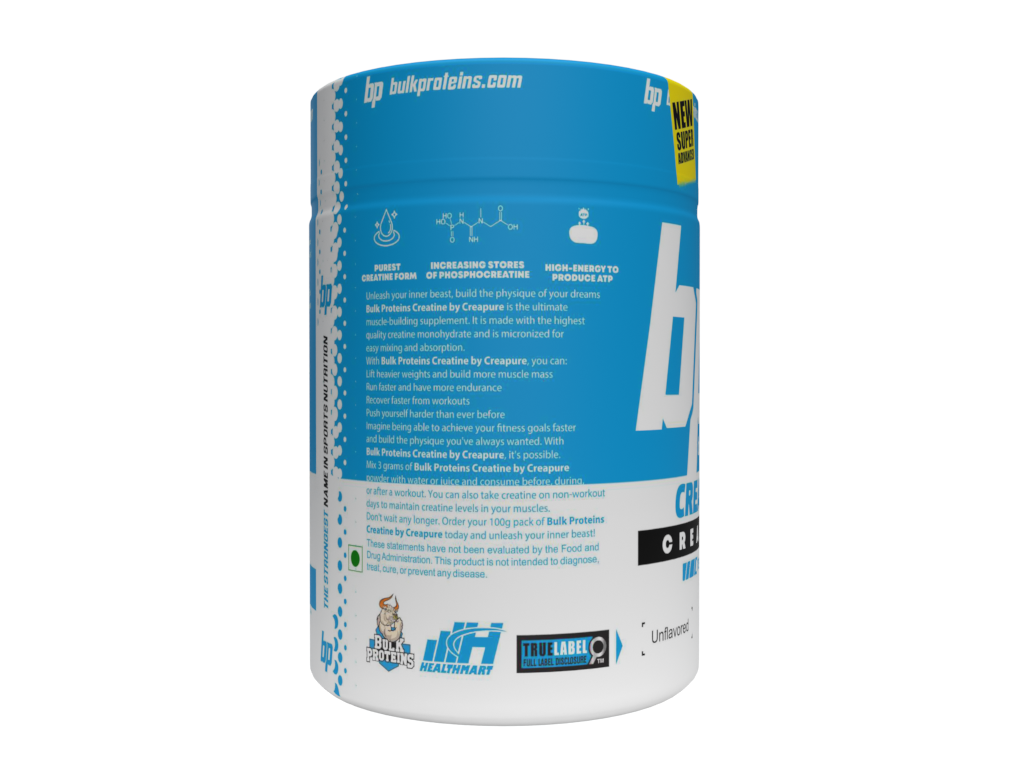 bp bulkproteins.com
bp
NEW
SUPER
ADVANCED
PUREST
CREATINE FORM
INCREASING STORES
OF PHOSPHOCREATINE
HIGH-ENERGY TO
PRODUCE ATP
Unleash your inner beast, build the physique of your dreams
Bulk Proteins Creatine by Creapure is the ultimate
muscle-building supplement. It is made with the highest
quality creatine monohydrate and is micronized for
easy mixing and absorption.
With Bulk Proteins Creatine by Creapure, you can:
Lift heavier weights and build more muscle mass
Run faster and have more endurance
Recover faster from workouts
Push yourself harder than ever before
Imagine being able to achieve your fitness goals faster
and build the physique you've always wanted. With
Bulk Proteins Creatine by Creapure, it's possible.
Mix 3 grams of Bulk Proteins Creatine by Creapure
powder with water or juice and consume before, during,
or after a workout. You can also take creatine on non-workout
days to maintain creatine levels in your muscles.
Don't wait any longer. Order your 100g pack of Bulk Proteins
Creatine by Creapure today and unleash your inner beast!
These statements have not been evaluated by the Food and
Drug Administration. This product is not intended to diagnose,
treat, cure, or prevent any disease.
BULK
PROTEINS
HEALTHMART
TRUELABEL
FULL LABEL DISCLOSURE
TM
bp
THE STRONGEST NAME IN SPORTS NUTRITION
bp
CRE
CREA
Unflavored